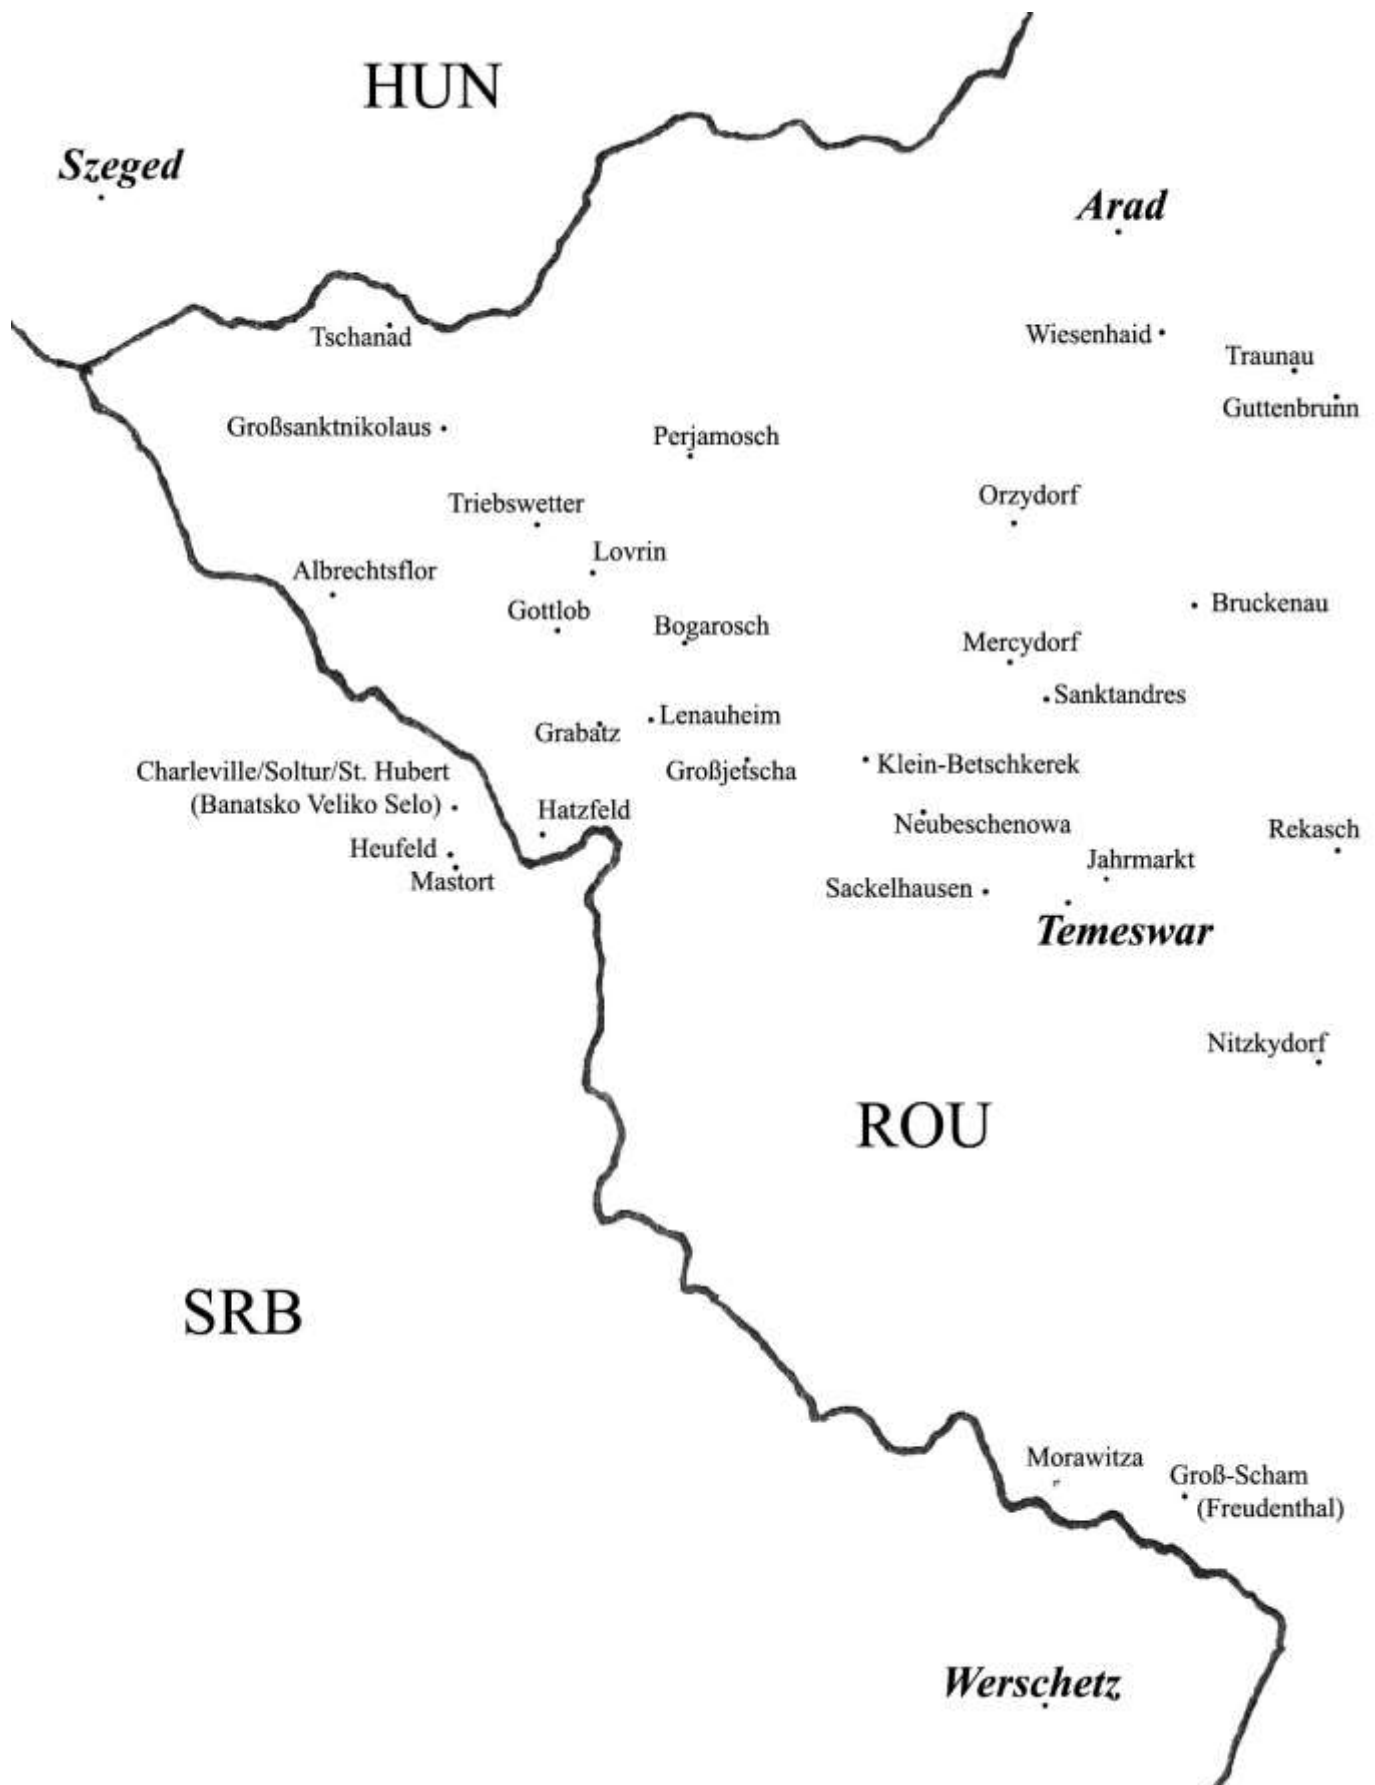 HUN
Szeged
Arad
Tschanad
Wiesenhaid
Traunau
Guttenbrunn
Großsanktnikolaus
Perjamosch
Triebswetter
Orzydorf
Lovrin
Albrechtsflor
Gottlob
Bogarosch
Bruckenau
Mercydorf
Sanktandres
Lenauheim
Grabatz
Großjetscha
Klein-Betschkerek
Charleville/Soltur/St. Hubert
(Banatsko Veliko Selo)
Hatzfeld
Neubeschenowa
Rekasch
Heufeld
Mastort
Jahrmarkt
Sackelhausen
Temeswar
Nitzkydorf
ROU
SRB
Morawitza
Groß-Scham
(Freudenthal)
Werschetz